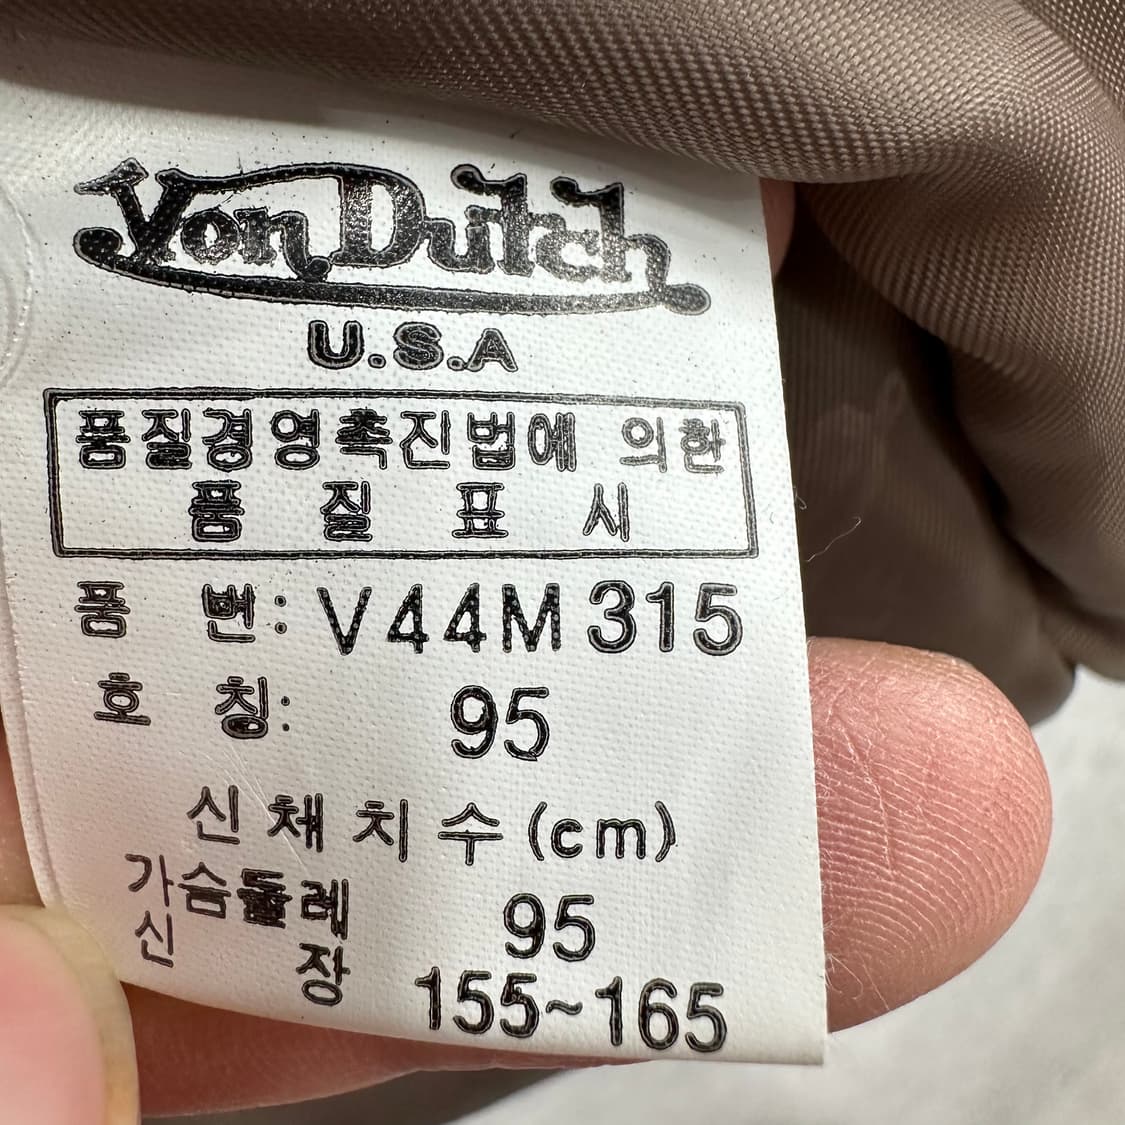 Von Dutch
U.S.A
품질경영촉진법에 의한
품 질 표 시
품 번: V44M315
호 칭: 95
신체치수(cm)
가슴둘레 95
신 장 155~165